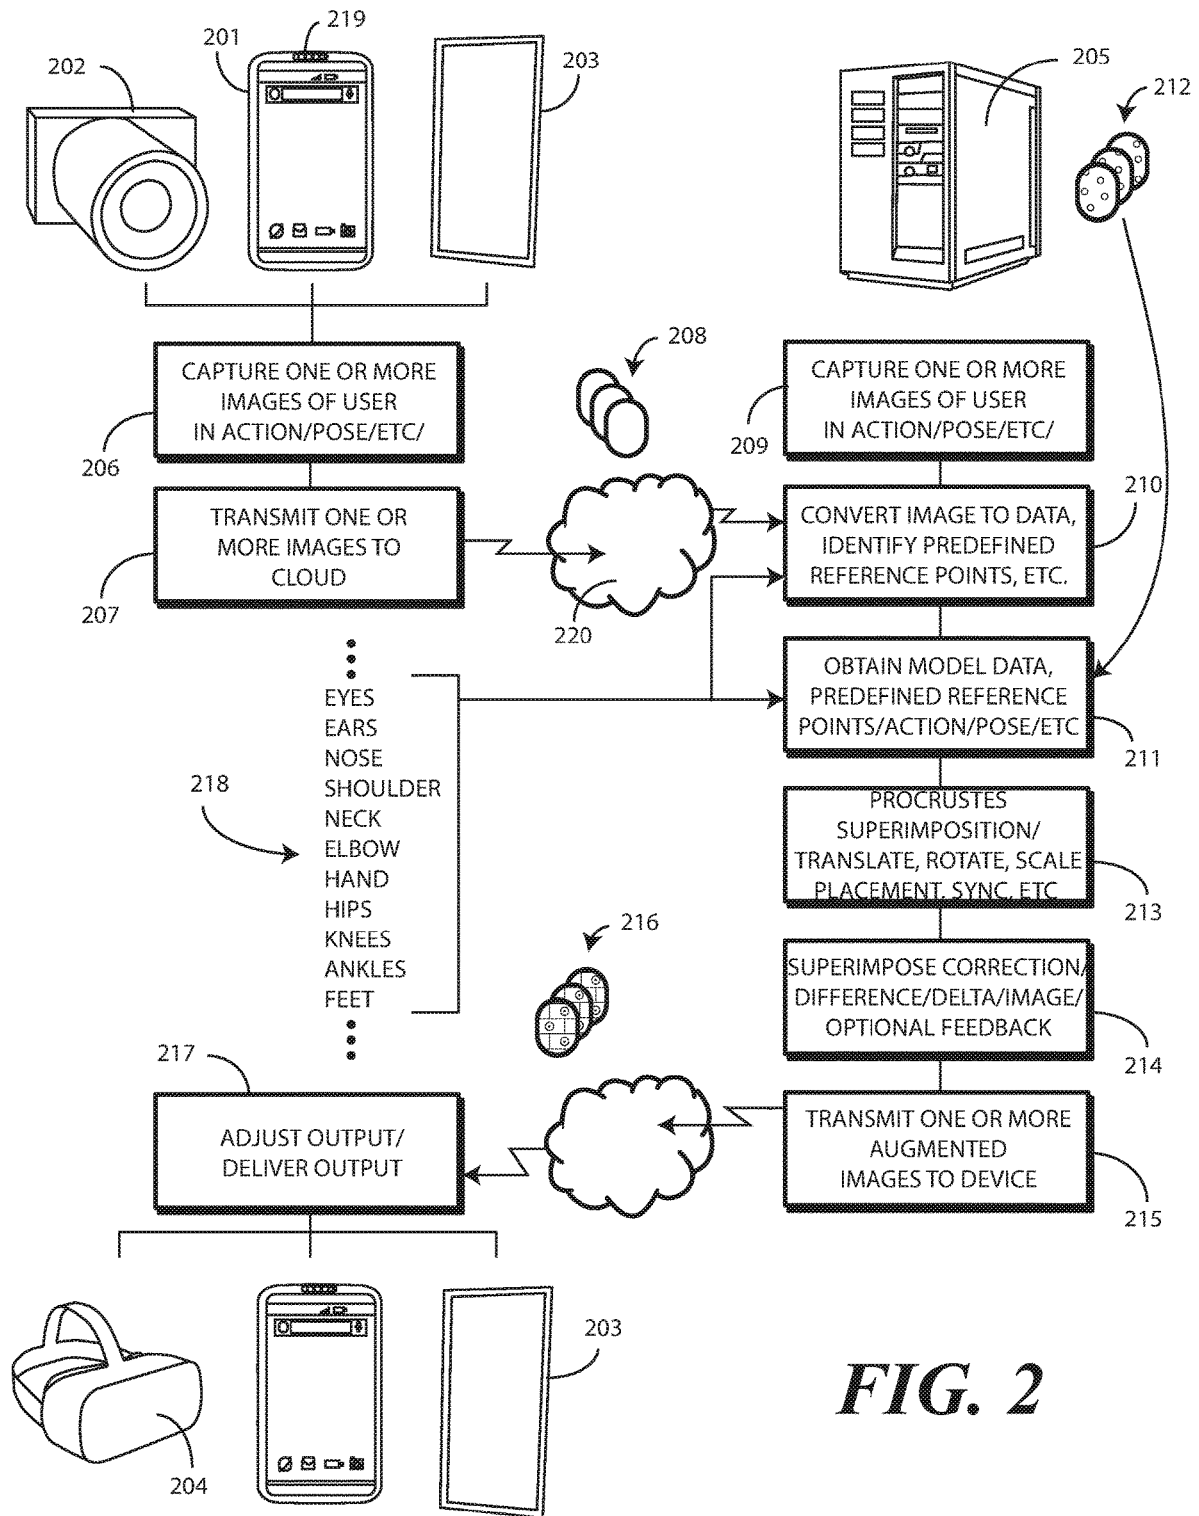 219
201
202
203
205
212
208
CAPTURE ONE OR MORE
IMAGES OF USER
IN ACTION/POSE/ETC/
206
CAPTURE ONE OR MORE
IMAGES OF USER
IN ACTION/POSE/ETC/
209
TRANSMIT ONE OR
MORE IMAGES TO
CLOUD
207
220
210
CONVERT IMAGE TO DATA,
IDENTIFY PREDEFINED
REFERENCE POINTS, ETC.
OBTAIN MODEL DATA,
PREDEFINED REFERENCE
POINTS/ACTION/POSE/ETC
211
EYES
EARS
NOSE
SHOULDER
NECK
ELBOW
HAND
HIPS
KNEES
ANKLES
FEET
218
PROCRUSTES
SUPERIMPOSITION/
TRANSLATE, ROTATE, SCALE
PLACEMENT, SYNC, ETC
213
216
SUPERIMPOSE CORRECTION/
DIFFERENCE/DELTA/IMAGE/
OPTIONAL FEEDBACK
214
217
ADJUST OUTPUT/
DELIVER OUTPUT
TRANSMIT ONE OR MORE
AUGMENTED
IMAGES TO DEVICE
215
203
204
FIG. 2